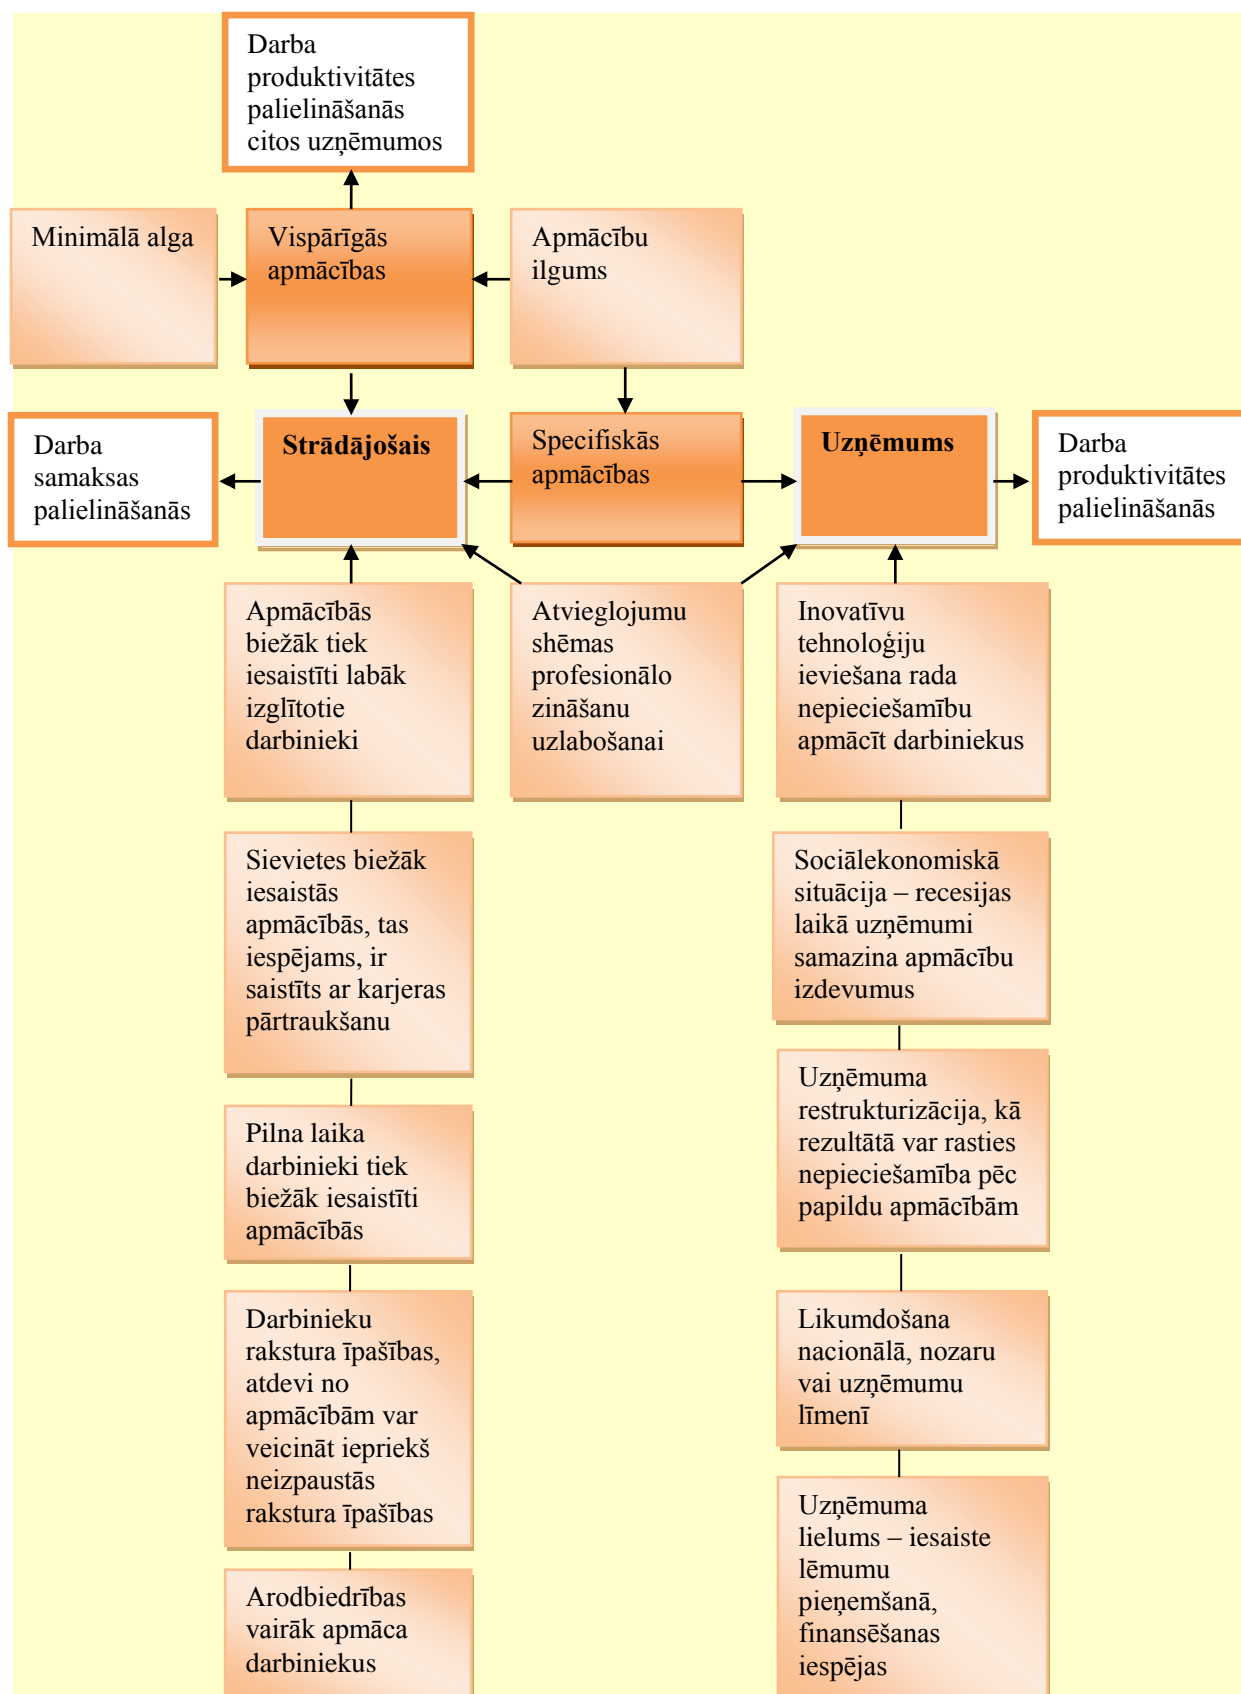 Darba
produktivitātes
palielināšanās
citos uzņēmumos
Minimālā alga
Vispārīgās
apmācības
Apmācību
ilgums
Darba
samaksas
palielināšanās
Strādājošais
Specifiskās
apmācības
Uzņēmums
Darba
produktivitātes
palielināšanās
Apmācībās
biežāk tiek
iesaistīti labāk
izglītotie
darbinieki
Atvieglojumu
shēmas
profesionālo
zināšanu
uzlabošanai
Inovatīvu
tehnoloģiju
ieviešana rada
nepieciešamību
apmācīt darbiniekus
Sievietes biežāk
iesaistās
apmācībās, tas
iespējams, ir
saistīts ar karjeras
pārtraukšanu
Sociālekonomiskā
situācija – recesijas
laikā uzņēmumi
samazina apmācību
izdevumus
Pilna laika
darbinieki tiek
biežāk iesaistīti
apmācībās
Uzņēmuma
restrukturizācija, kā
rezultātā var rasties
nepieciešamība pēc
papildu apmācībām
Darbinieku
rakstura īpašības,
atdevi no
apmācībām var
veicināt iepriekš
neizpaustās
rakstura īpašības
Likumdošana
nacionālā, nozaru
vai uzņēmumu
līmenī
Arodbiedrības
vairāk apmāca
darbiniekus
Uzņēmuma
lielums – iesaiste
lēmumu
pieņemšanā,
finansēšanas
iespējas